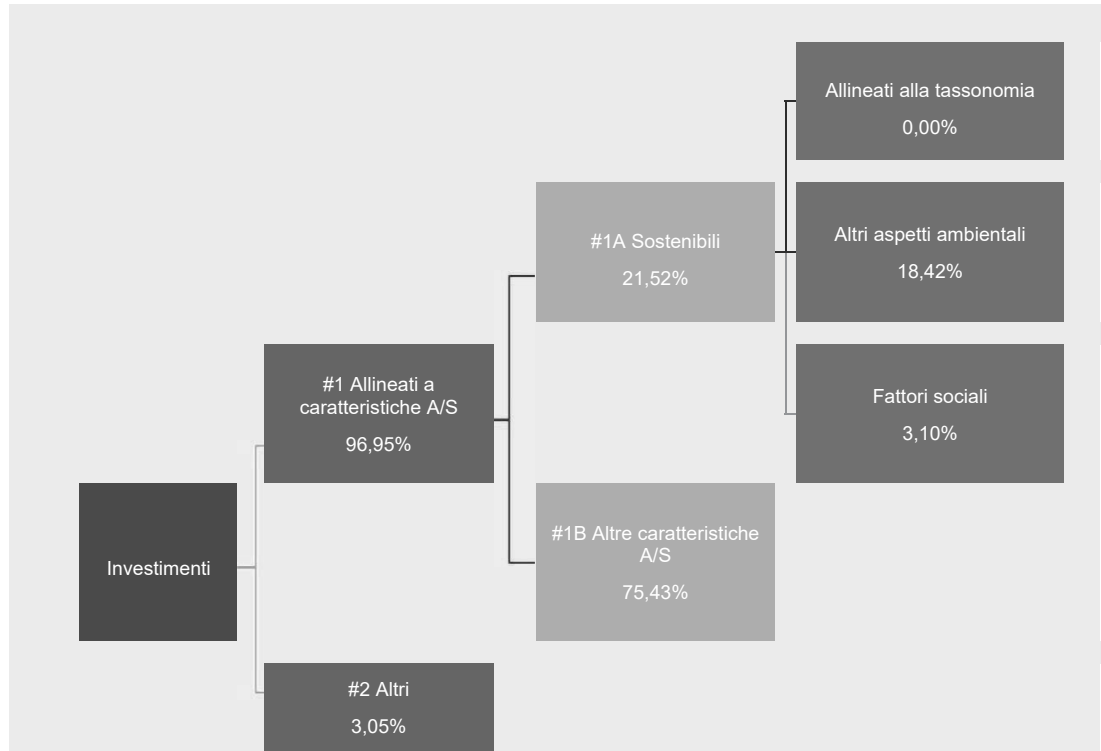 Allineati alla tassonomia
0,00%
#1A Sostenibili
21,52%
Altri aspetti ambientali
18,42%
#1 Allineati a
caratteristiche A/S
96,95%
Fattori sociali
3,10%
Investimenti
#1B Altre caratteristiche
A/S
75,43%
#2 Altri
3,05%